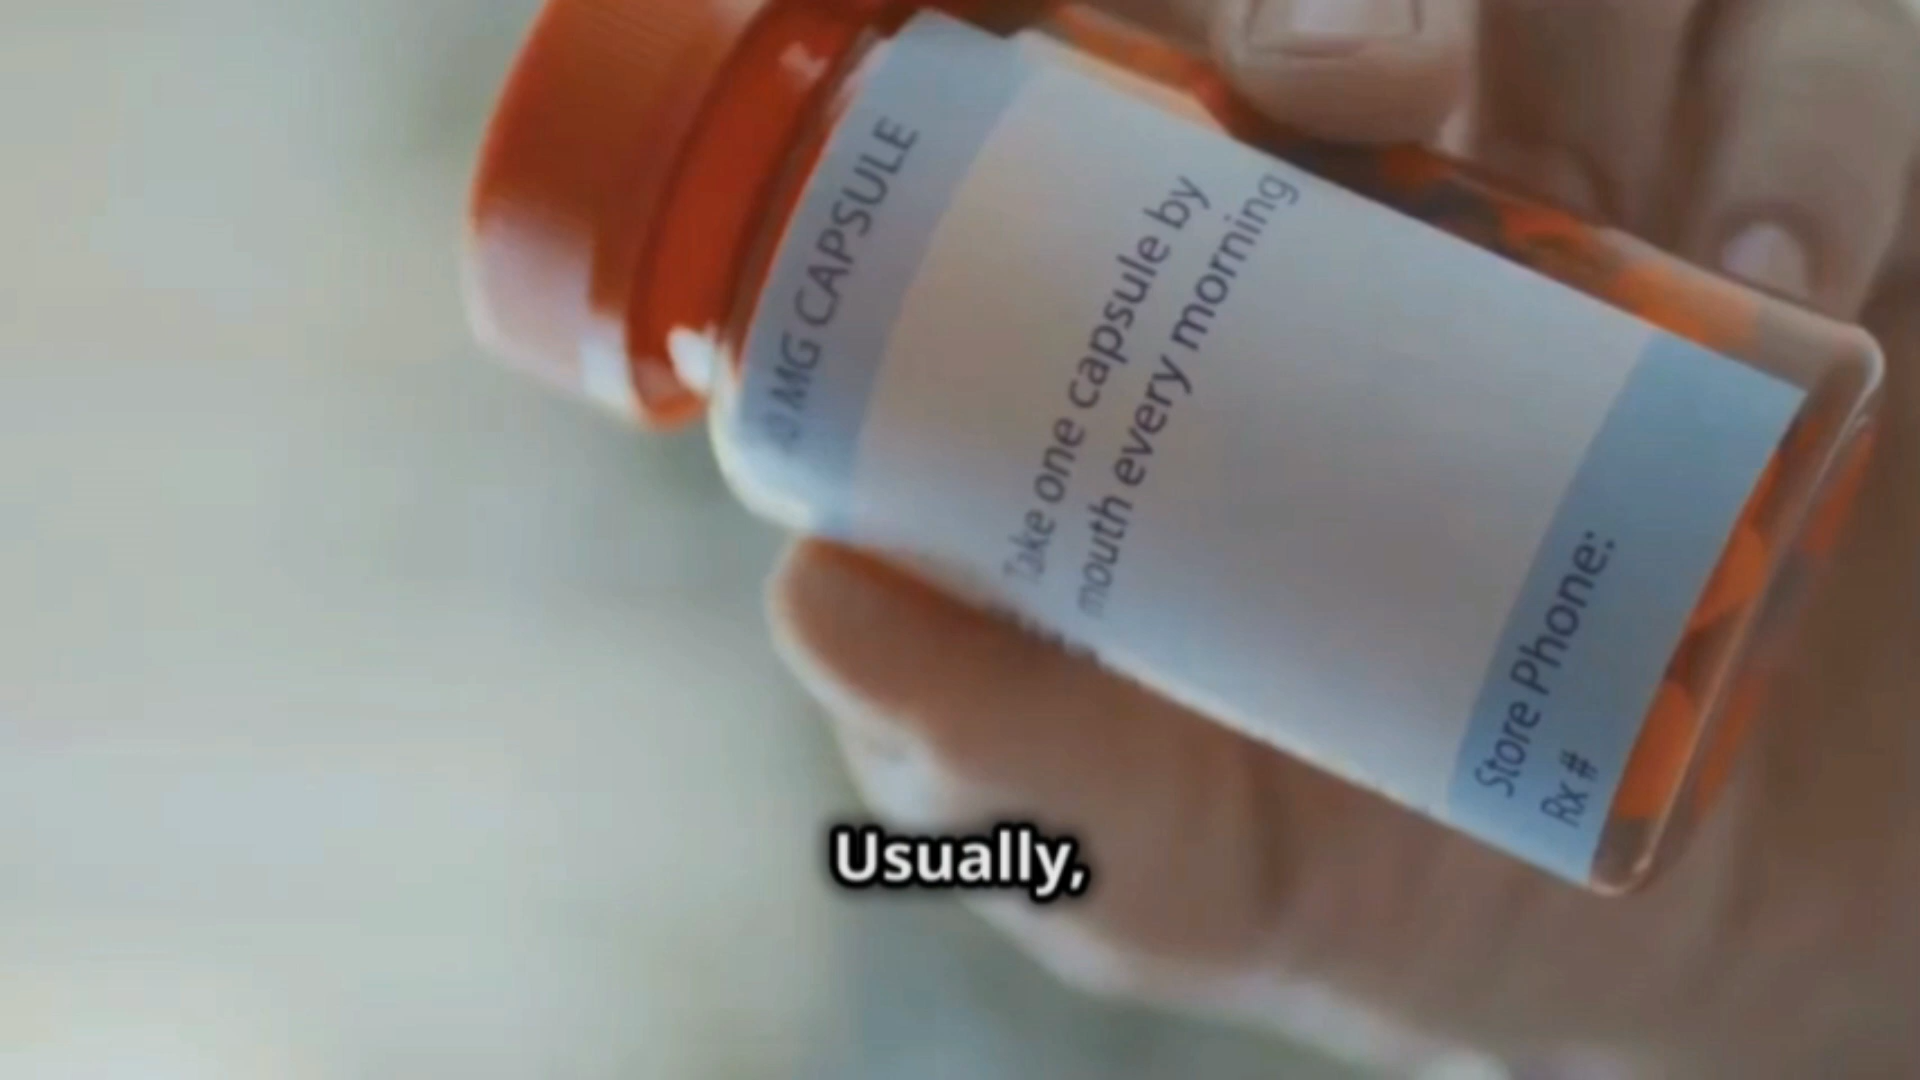 MG CAPSULE
Take one capsule by
mouth every morning
Store Phone:
Rx #
Usually,